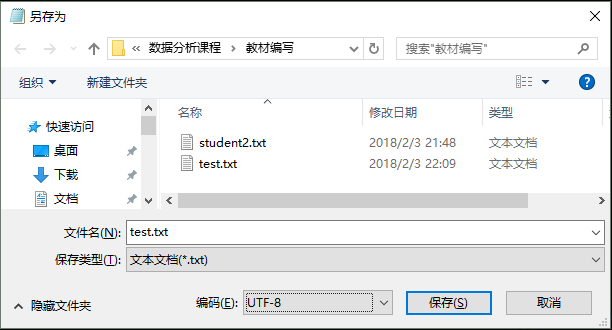 另存为
« 数据分析课程 › 教材编写
搜索"教材编写"
组织 新建文件夹
名称 修改日期 类型
快速访问
桌面
下载
文档
student2.txt 2018/2/3 21:48 文本文档
test.txt 2018/2/3 22:09 文本文档
文件名(N): test.txt
保存类型(T): 文本文档(*.txt)
隐藏文件夹 编码(E): UTF-8 保存(S) 取消